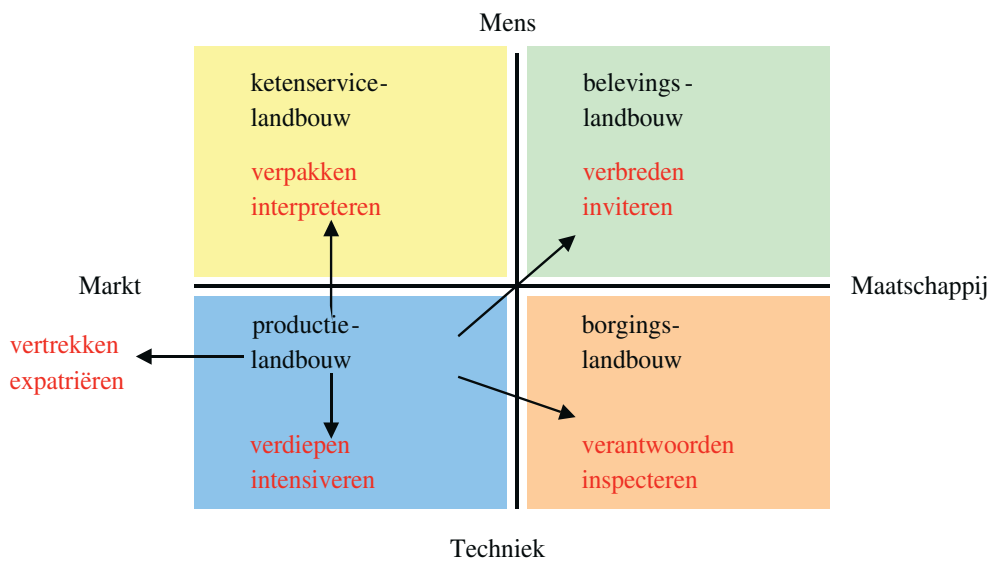 Mens
ketenservice-
landbouw
verpakken
interpreteren
belevings-
landbouw
verbreden
inviteren
Markt
Maatschappij
vertrekken
expatriëren
productie-
landbouw
verdiepen
intensiveren
borgings-
landbouw
verantwoorden
inspecteren
Techniek